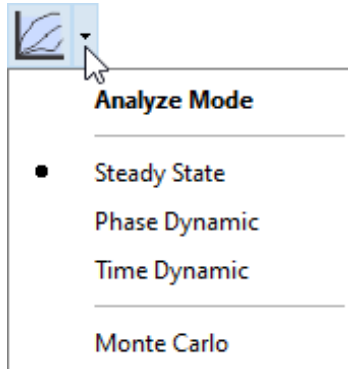 Analyze Mode
Steady State
Phase Dynamic
Time Dynamic
Monte Carlo